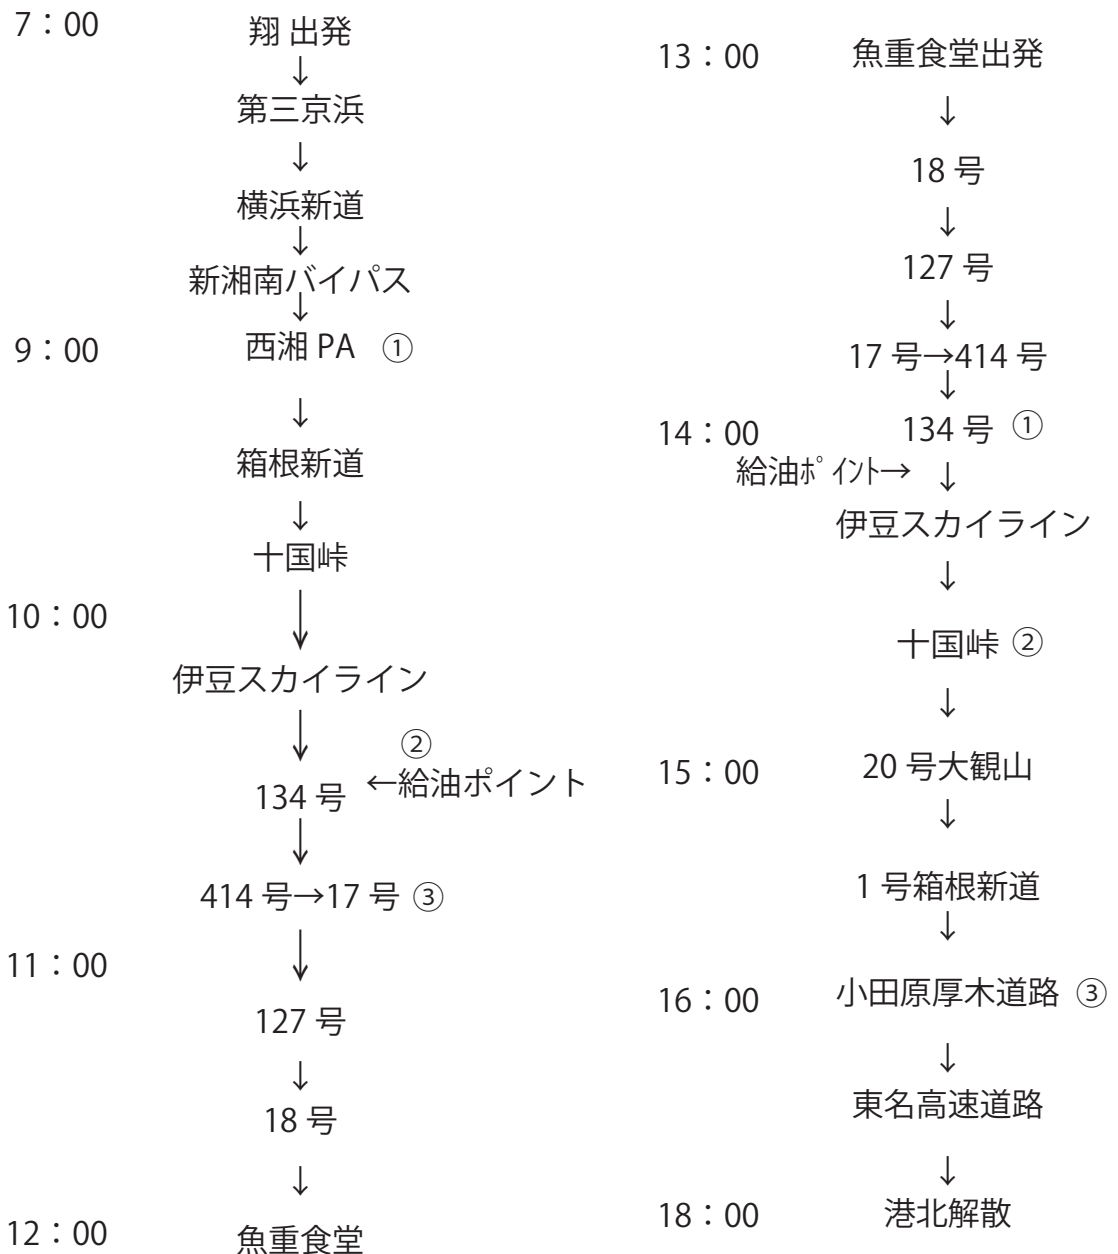 7：00 翔 出発
↓
第三京浜
↓
横浜新道
↓
新湘南バイパス
↓
9：00 西湘 PA ①
↓
箱根新道
↓
十国峠
10：00 ↓
伊豆スカイライン
↓
②
134 号 ←給油ポイント
↓
414 号→17 号 ③
11：00 ↓
127 号
↓
18 号
↓
12：00 魚重食堂
13：00 魚重食堂出発
↓
18 号
↓
127 号
↓
17 号→414 号
↓
14：00 134 号 ①
給油ﾎﾟｲﾝﾄ→ ↓
伊豆スカイライン
↓
十国峠 ②
↓
15：00 20 号大観山
↓
1 号箱根新道
↓
16：00 小田原厚木道路 ③
↓
東名高速道路
↓
18：00 港北解散